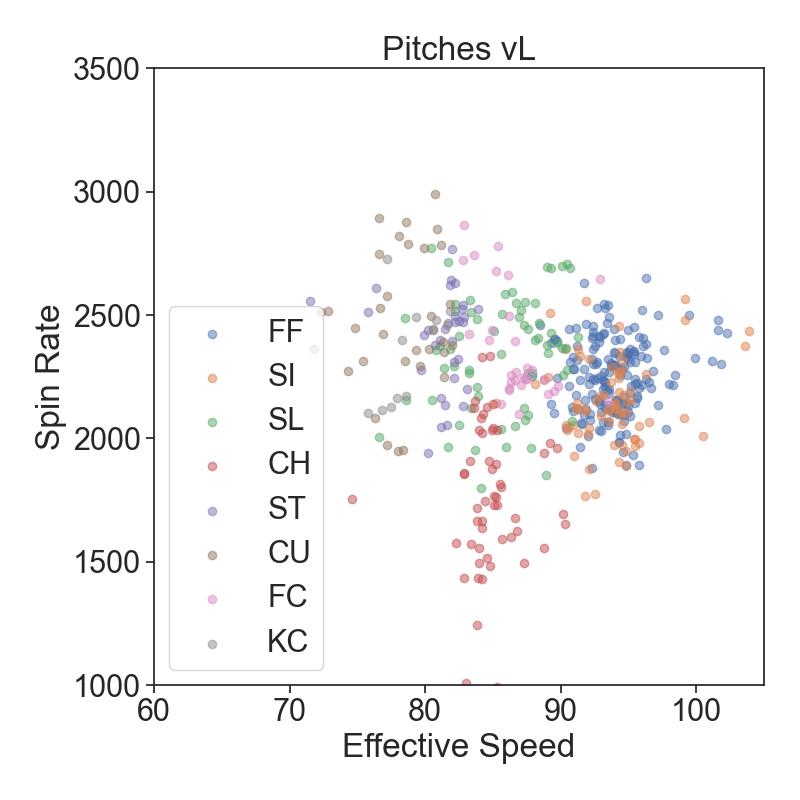 Pitches vL
3500
3000
2500
2000
1500
1000
Spin Rate
FF
SI
SL
CH
ST
CU
FC
KC
60 70 80 90 100
Effective Speed